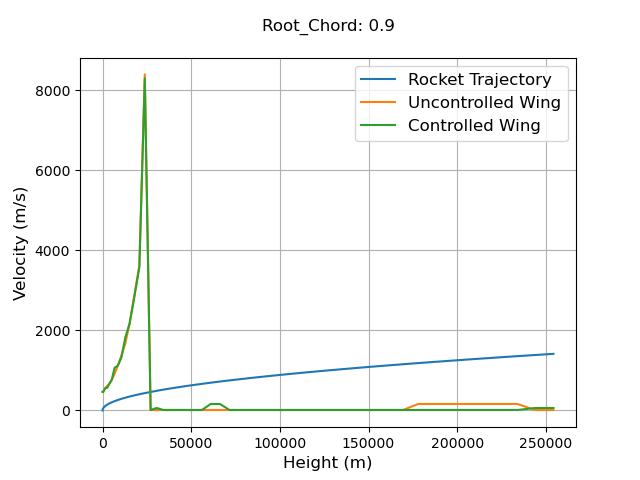 Root_Chord: 0.9
Rocket Trajectory
Uncontrolled Wing
Controlled Wing
Velocity (m/s)
8000
6000
4000
2000
0
0
50000
100000
150000
200000
250000
Height (m)